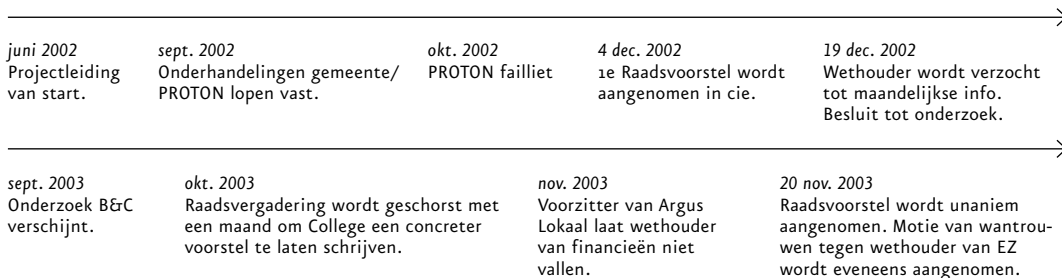 juni 2002
Projectleiding
van start.
sept. 2002
Onderhandelingen gemeente/
PROTON lopen vast.
okt. 2002
PROTON failliet
4 dec. 2002
1e Raadsvoorstel wordt
aangenomen in cie.
19 dec. 2002
Wethouder wordt verzocht
tot maandelijkse info.
Besluit tot onderzoek.
sept. 2003
Onderzoek B&C
verschijnt.
okt. 2003
Raadsvergadering wordt geschorst met
een maand om College een concreter
voorstel te laten schrijven.
nov. 2003
Voorzitter van Argus
Lokaal laat wethouder
van financieën niet
vallen.
20 nov. 2003
Raadsvoorstel wordt unaniem
aangenomen. Motie van wantrou-
wen tegen wethouder van EZ
wordt eveneens aangenomen.